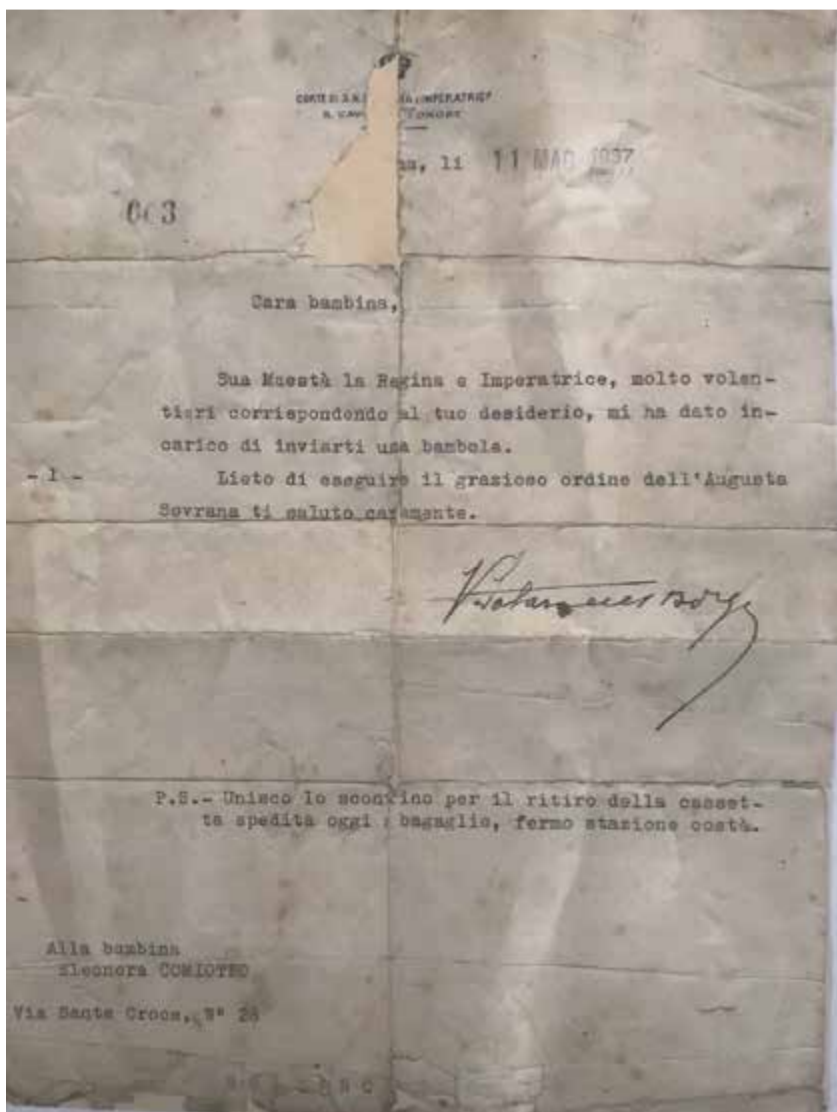 CORTE DI S.M. IMPERATRICE
li 11 MAG 1937
Cara bambina,
Sua Maestà la Regina e Imperatrice, molto volen-
tieri corrispondendo al tuo desiderio, mi ha dato in-
carico di inviarti una bambola.
- 1 -
Lieto di eseguire il grazioso ordine dell'Augusta
Sovrana ti saluto caramente.
P.S.- Unisco lo scontrino per il ritiro della casset-
ta spedita oggi a bagaglio, fermo stazione costà.
Alla bambina
Eleonora
Via Santa Croce, N° 28